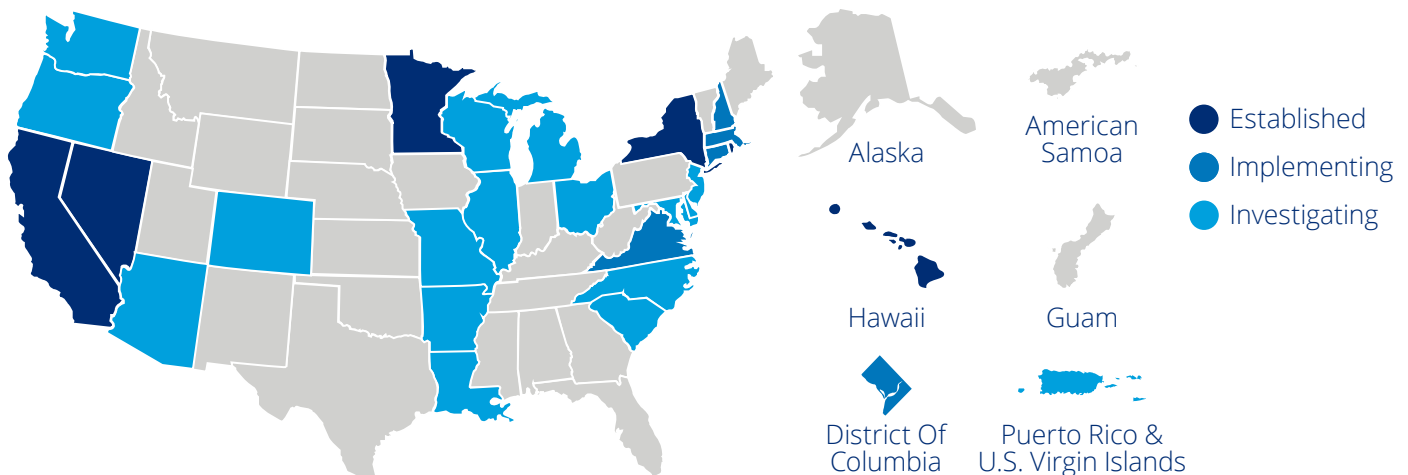 Alaska
American
Samoa
Established
Implementing
Investigating
Hawaii
Guam
District Of
Columbia
Puerto Rico &
U.S. Virgin Islands